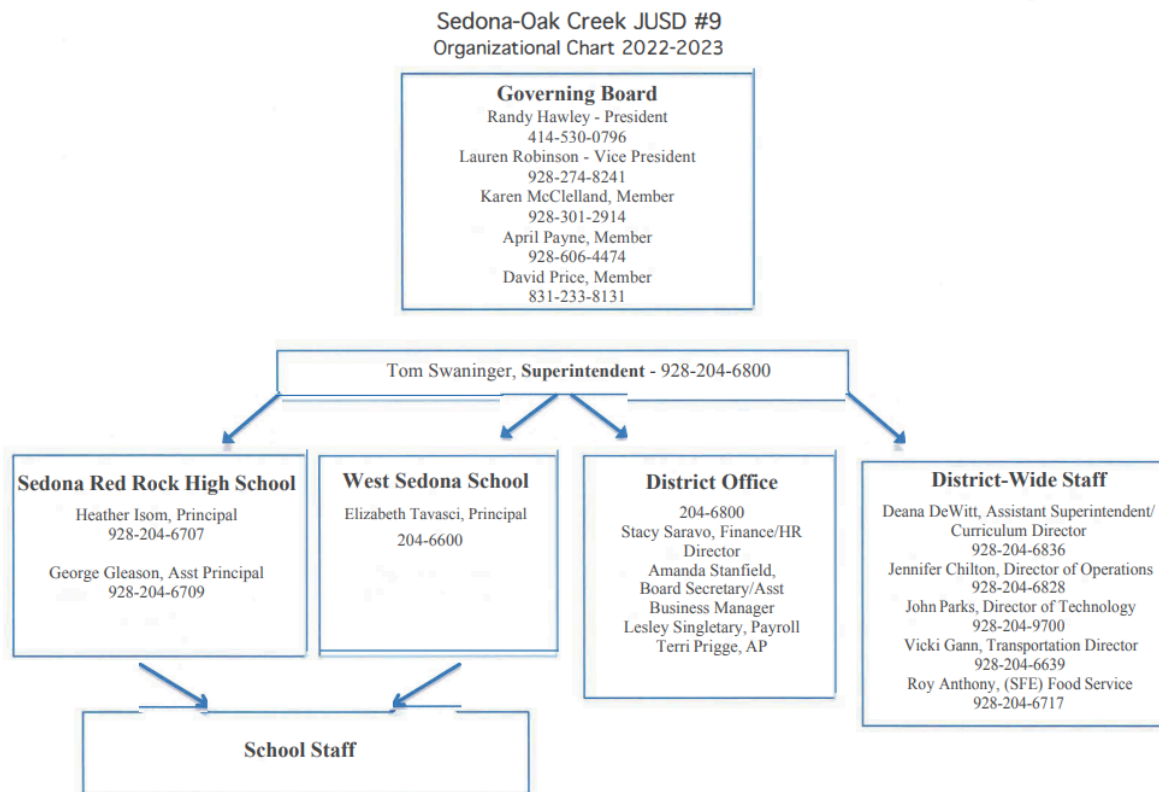 Sedona-Oak Creek JUSD #9
Organizational Chart 2022-2023
Governing Board
Randy Hawley - President
414-530-0796
Lauren Robinson - Vice President
928-274-8241
Karen McClelland, Member
928-301-2914
April Payne, Member
928-606-4474
David Price, Member
831-233-8131
Tom Swaninger, Superintendent - 928-204-6800
Sedona Red Rock High School
Heather Isom, Principal
928-204-6707
George Gleason, Asst Principal
928-204-6709
West Sedona School
Elizabeth Tavasci, Principal
204-6600
District Office
204-6800
Stacy Saravo, Finance/HR
Director
Amanda Stanfield,
Board Secretary/Asst
Business Manager
Lesley Singletary, Payroll
Terri Prigge, AP
District-Wide Staff
Deana DeWitt, Assistant Superintendent/
Curriculum Director
928-204-6836
Jennifer Chilton, Director of Operations
928-204-6828
John Parks, Director of Technology
928-204-9700
Vicki Gann, Transportation Director
928-204-6639
Roy Anthony, (SFE) Food Service
928-204-6717
School Staff